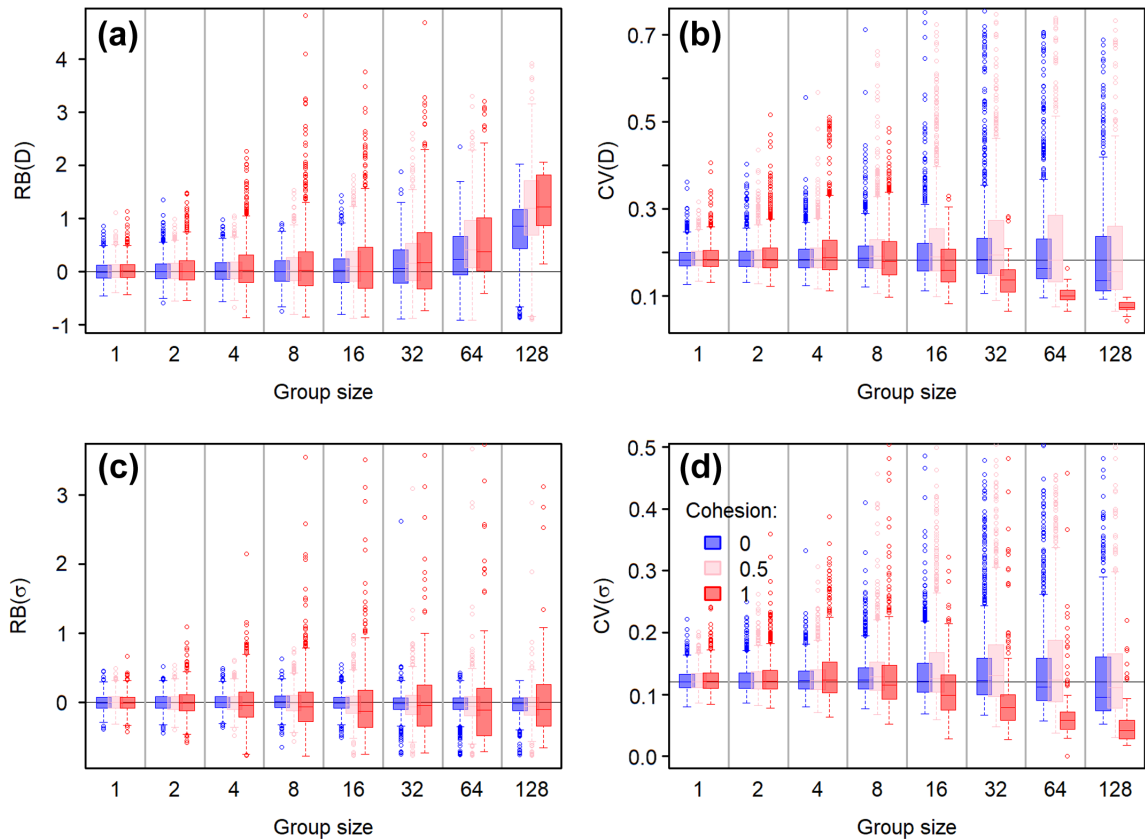 (a)
RB(D)
4
3
2
1
0
-1
1 2 4 8 16 32 64 128
Group size
(b)
CV(D)
0.7
0.5
0.3
0.1
1 2 4 8 16 32 64 128
Group size
(c)
RB(σ)
3
2
1
0
1 2 4 8 16 32 64 128
Group size
(d)
CV(σ)
0.5
0.4
0.3
0.2
0.1
0.0
Cohesion:
0
0.5
1
1 2 4 8 16 32 64 128
Group size